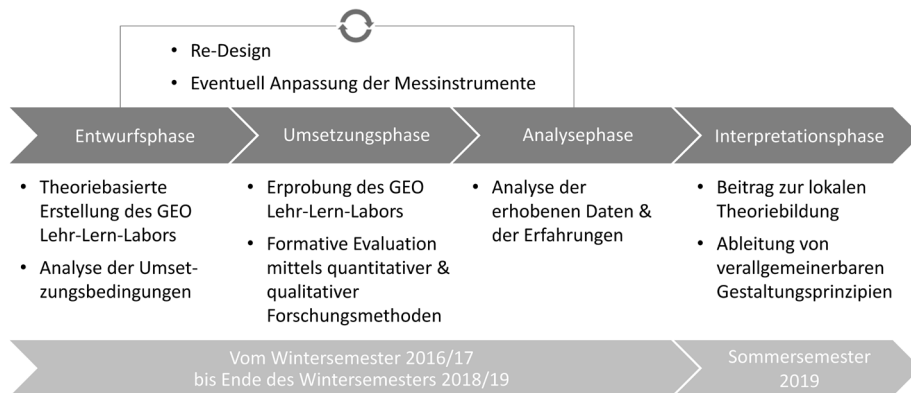 • Re-Design
• Eventuell Anpassung der Messinstrumente
Entwurfsphase
Umsetzungsphase
Analysephase
Interpretationsphase
• Theoriebasierte
Erstellung des GEO
Lehr-Lern-Labors
• Analyse der Umset-
zungsbedingungen
• Erprobung des GEO
Lehr-Lern-Labors
• Formative Evaluation
mittels quantitativer &
qualitativer
Forschungsmethoden
• Analyse der
erhobenen Daten &
der Erfahrungen
• Beitrag zur lokalen
Theoriebildung
• Ableitung von
verallgemeinerbaren
Gestaltungsprinzipien
Vom Wintersemester 2016/17
bis Ende des Wintersemesters 2018/19
Sommersemester
2019